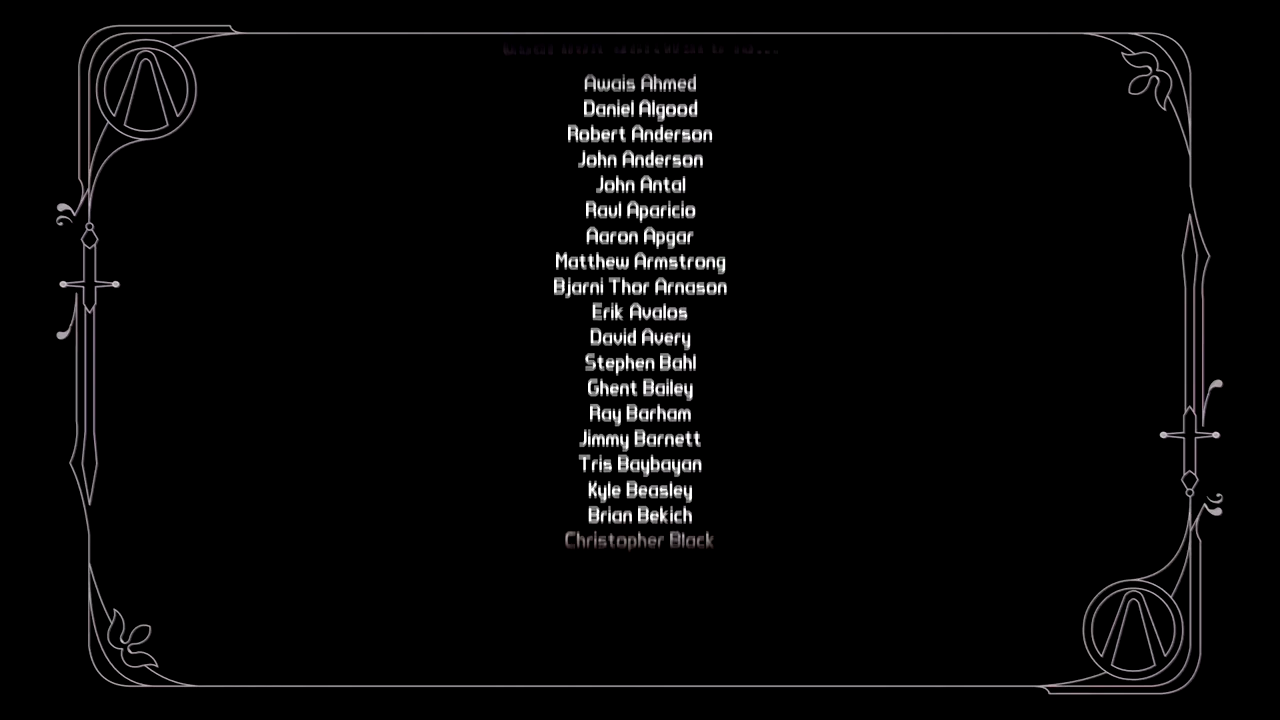 Awais Ahmed
Daniel Algood
Robert Anderson
John Anderson
John Antal
Raul Aparicio
Aaron Apgar
Matthew Armstrong
Bjarni Thor Arnason
Erik Avalos
David Avery
Stephen Bahl
Ghent Bailey
Ray Barham
Jimmy Barnett
Tris Baybayan
Kyle Beasley
Brian Bekich
Christopher Black